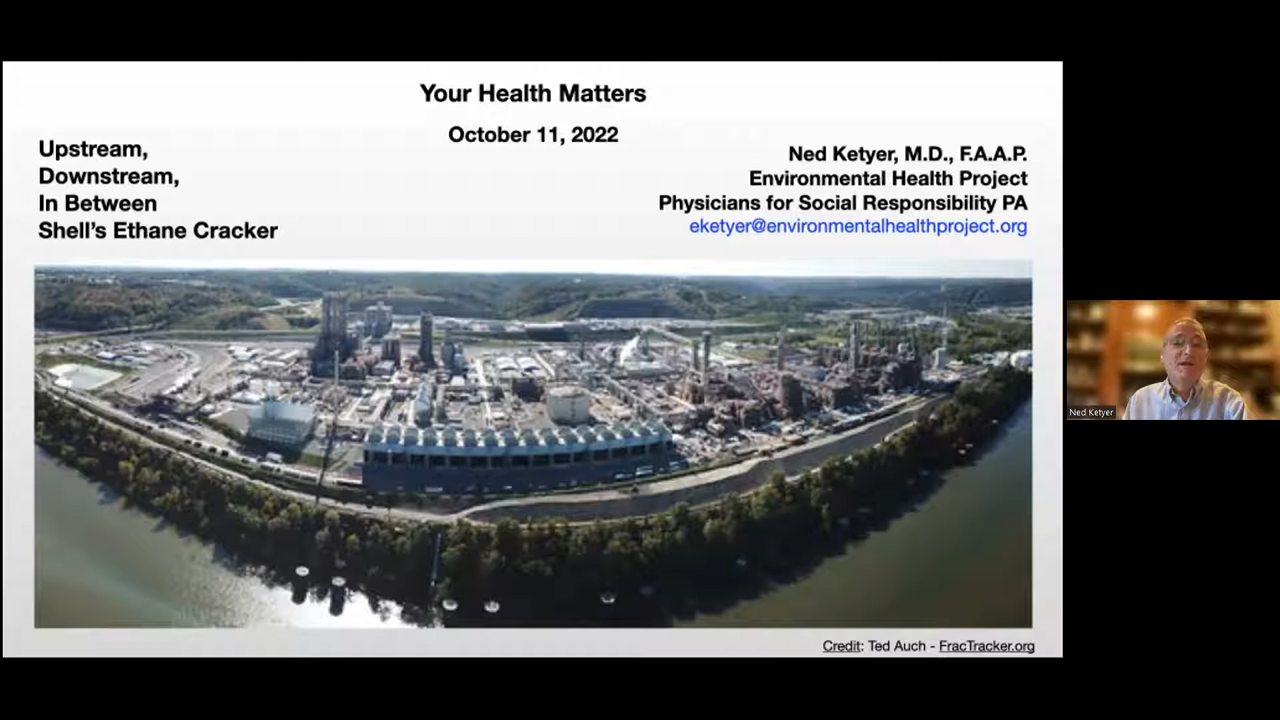 Your Health Matters
October 11, 2022
Upstream,
Downstream,
In Between
Shell's Ethane Cracker
Ned Ketyer, M.D., F.A.A.P.
Environmental Health Project
Physicians for Social Responsibility PA
eketyer@environmentalhealthproject.org
Credit: Ted Auch - FracTracker.org
Ned Ketyer